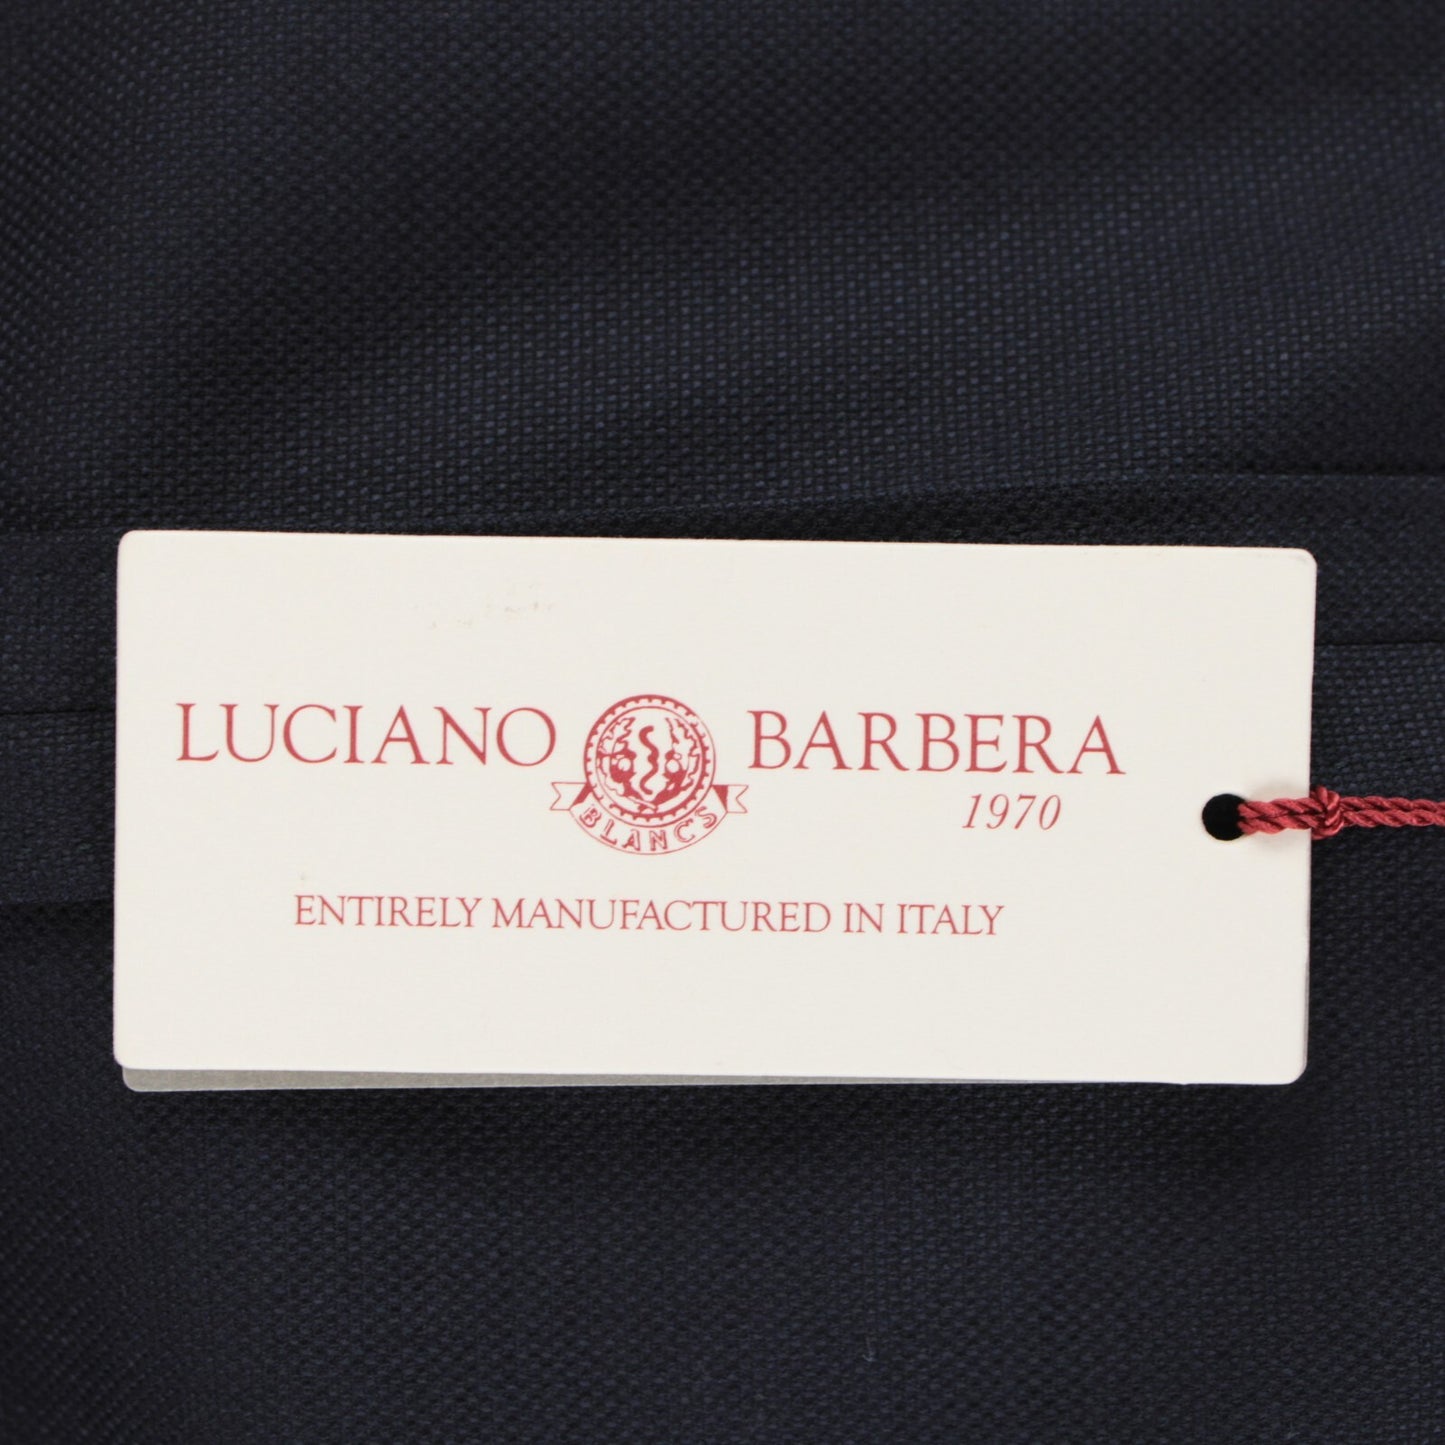 LUCIANO BARBERA
BLANCS
1970
ENTIRELY MANUFACTURED IN ITALY